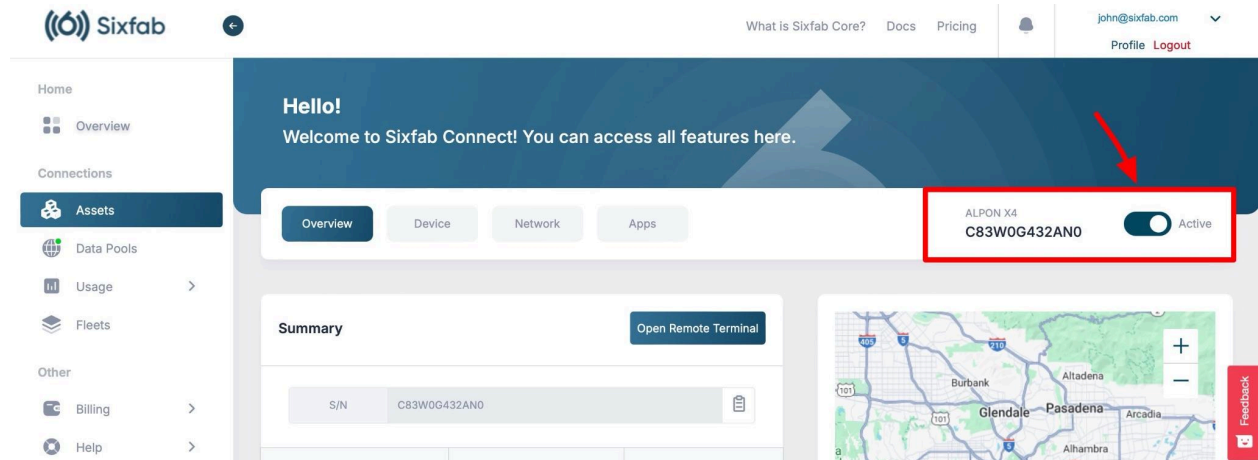 Sixfab
What is Sixfab Core? Docs Pricing
john@sixfab.com
Profile Logout
Home
Overview
Connections
Assets
Data Pools
Usage
Fleets
Other
Billing
Help
Hello!
Welcome to Sixfab Connect! You can access all features here.
Overview Device Network Apps
ALPON X4
C83W0G432AN0
Active
Summary
Open Remote Terminal
S/N C83W0G432AN0
405
5
210
101
Burbank
Altadena
Glendale
Pasadena
Arcadia
101
5
Alhambra
+
−
Feedback